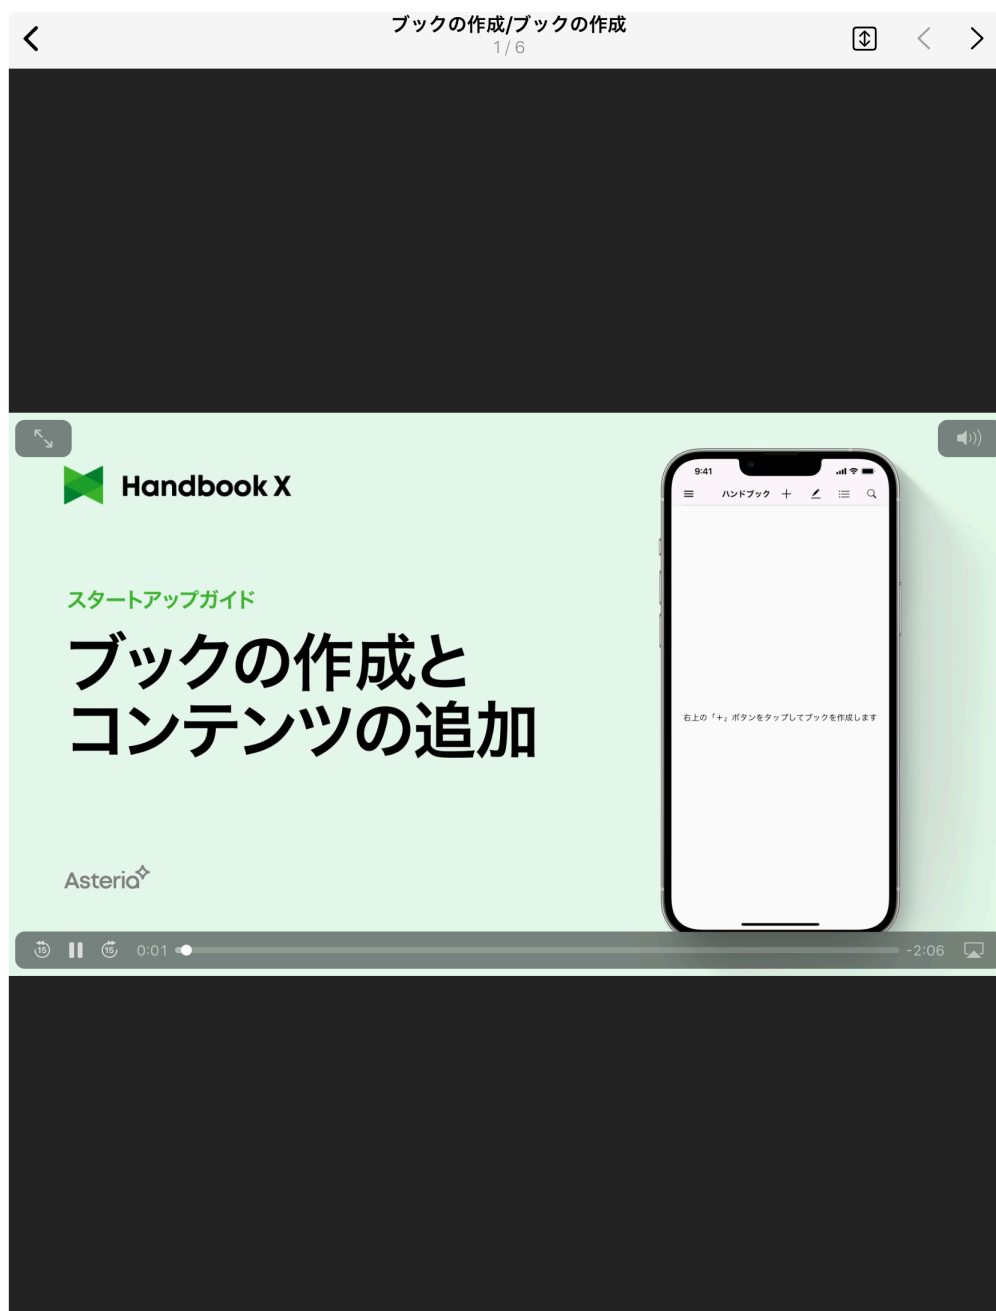 ブックの作成/ブックの作成
1 / 6
Handbook X
スタートアップガイド
ブックの作成と
コンテンツの追加
Asteria
9:41
ハンドブック
右上の「+」ボタンをタップしてブックを作成します
15
15
0:01
-2:06